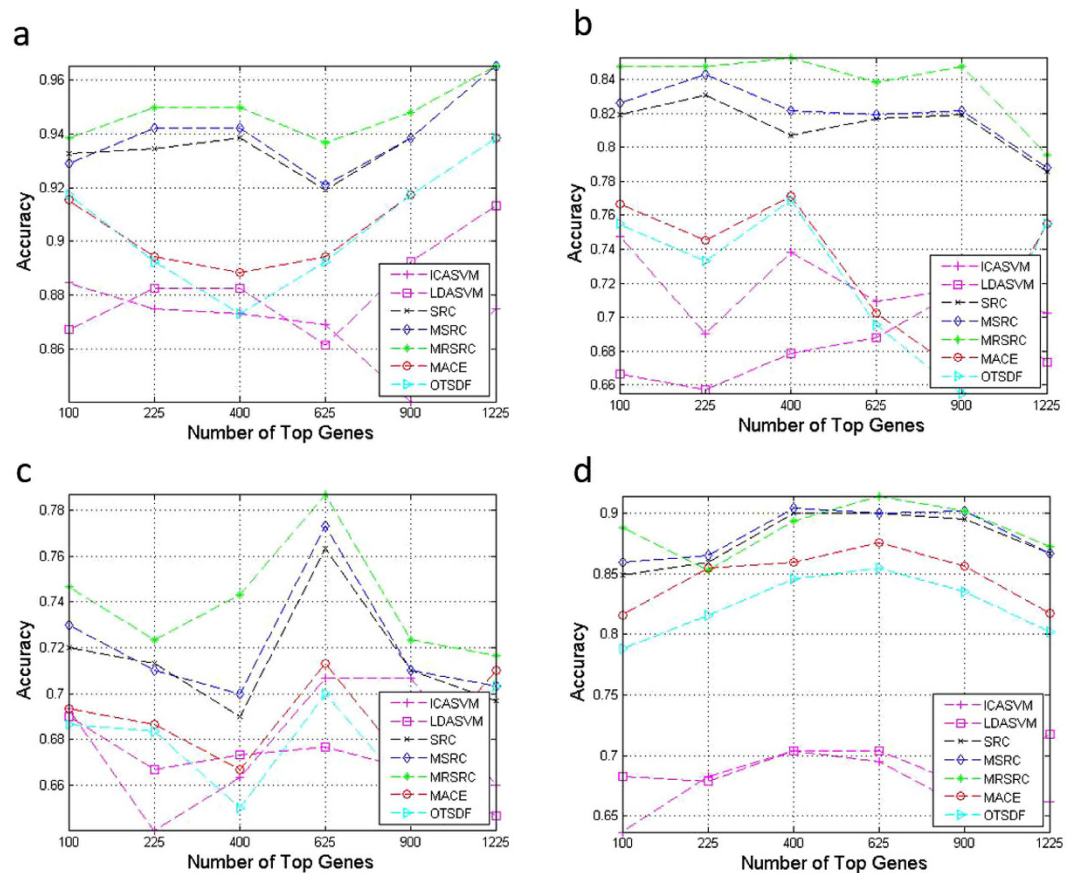 a
0.96
0.94
0.92
0.9
0.88
0.86
Accuracy
100 225 400 625 900 1225
Number of Top Genes
ICASVM
LDASVM
SRC
MSRC
MRSRC
MACE
OTSDF
b
0.84
0.82
0.8
0.78
0.76
0.74
0.72
0.7
0.68
0.66
Accuracy
100 225 400 625 900 1225
Number of Top Genes
ICASVM
LDASVM
SRC
MSRC
MRSRC
MACE
OTSDF
c
0.78
0.76
0.74
0.72
0.7
0.68
0.66
Accuracy
100 225 400 625 900 1225
Number of Top Genes
ICASVM
LDASVM
SRC
MSRC
MRSRC
MACE
OTSDF
d
0.9
0.85
0.8
0.75
0.7
0.65
Accuracy
100 225 400 625 900 1225
Number of Top Genes
ICASVM
LDASVM
SRC
MSRC
MRSRC
MACE
OTSDF